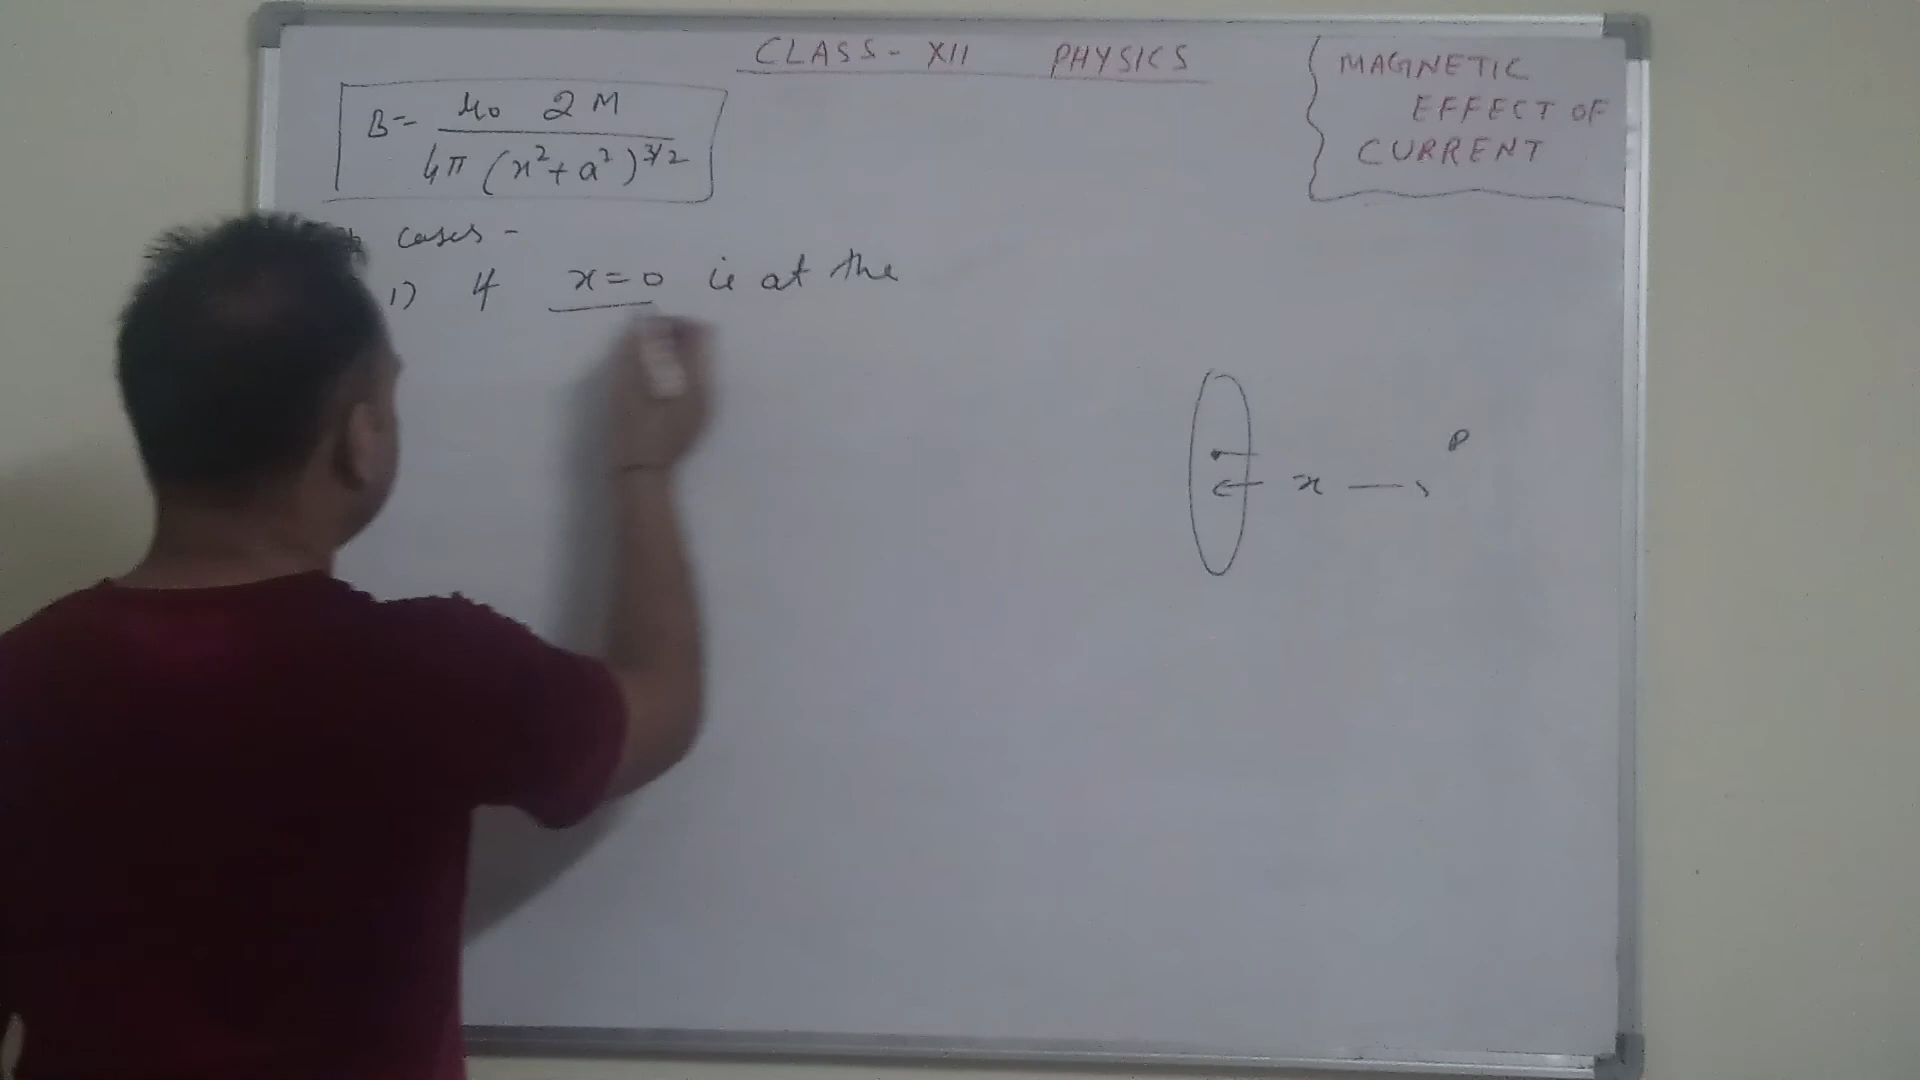 CLASS- XII PHYSICS
MAGNETIC
EFFECT OF
CURRENT
B= μ0 2M
4π (x²+a²)^3/2
cases -
1) If x=0 ie at the
P
x